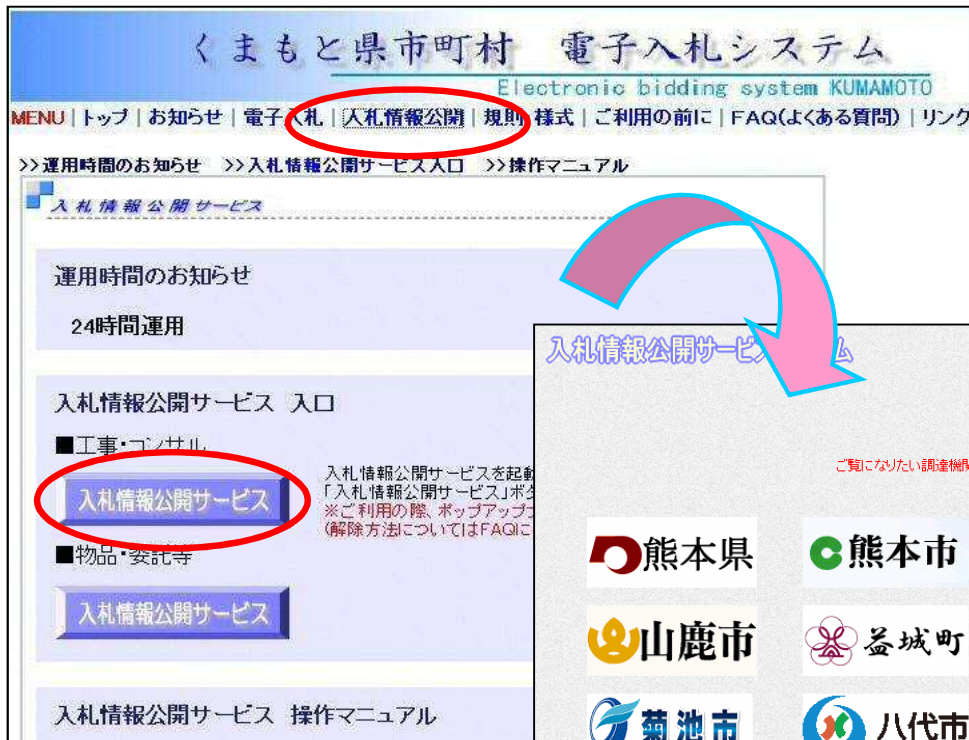 くまもと県市町村　電子入札システム
Electronic bidding system KUMAMOTO
MENU | トップ | お知らせ | 電子入札 | 入札情報公開 | 規則 様式 | ご利用の前に | FAQ(よくある質問) | リンク
>>運用時間のお知らせ >>入札情報公開サービス入口 >>操作マニュアル
入札情報公開サービス
運用時間のお知らせ
24時間運用
入札情報公開サービス 入口
■工事・コンサル
入札情報公開サービス
入札情報公開サービスを起動
「入札情報公開サービス」ボタ
※ご利用の際、ポップアップ
(解除方法についてはFAQに
■物品・委託等
入札情報公開サービス
入札情報公開サービス 操作マニュアル
入札情報公開サービ
ム
ご覧になりたい調達機関
熊本県
熊本市
山鹿市
益城町
菊池市
八代市